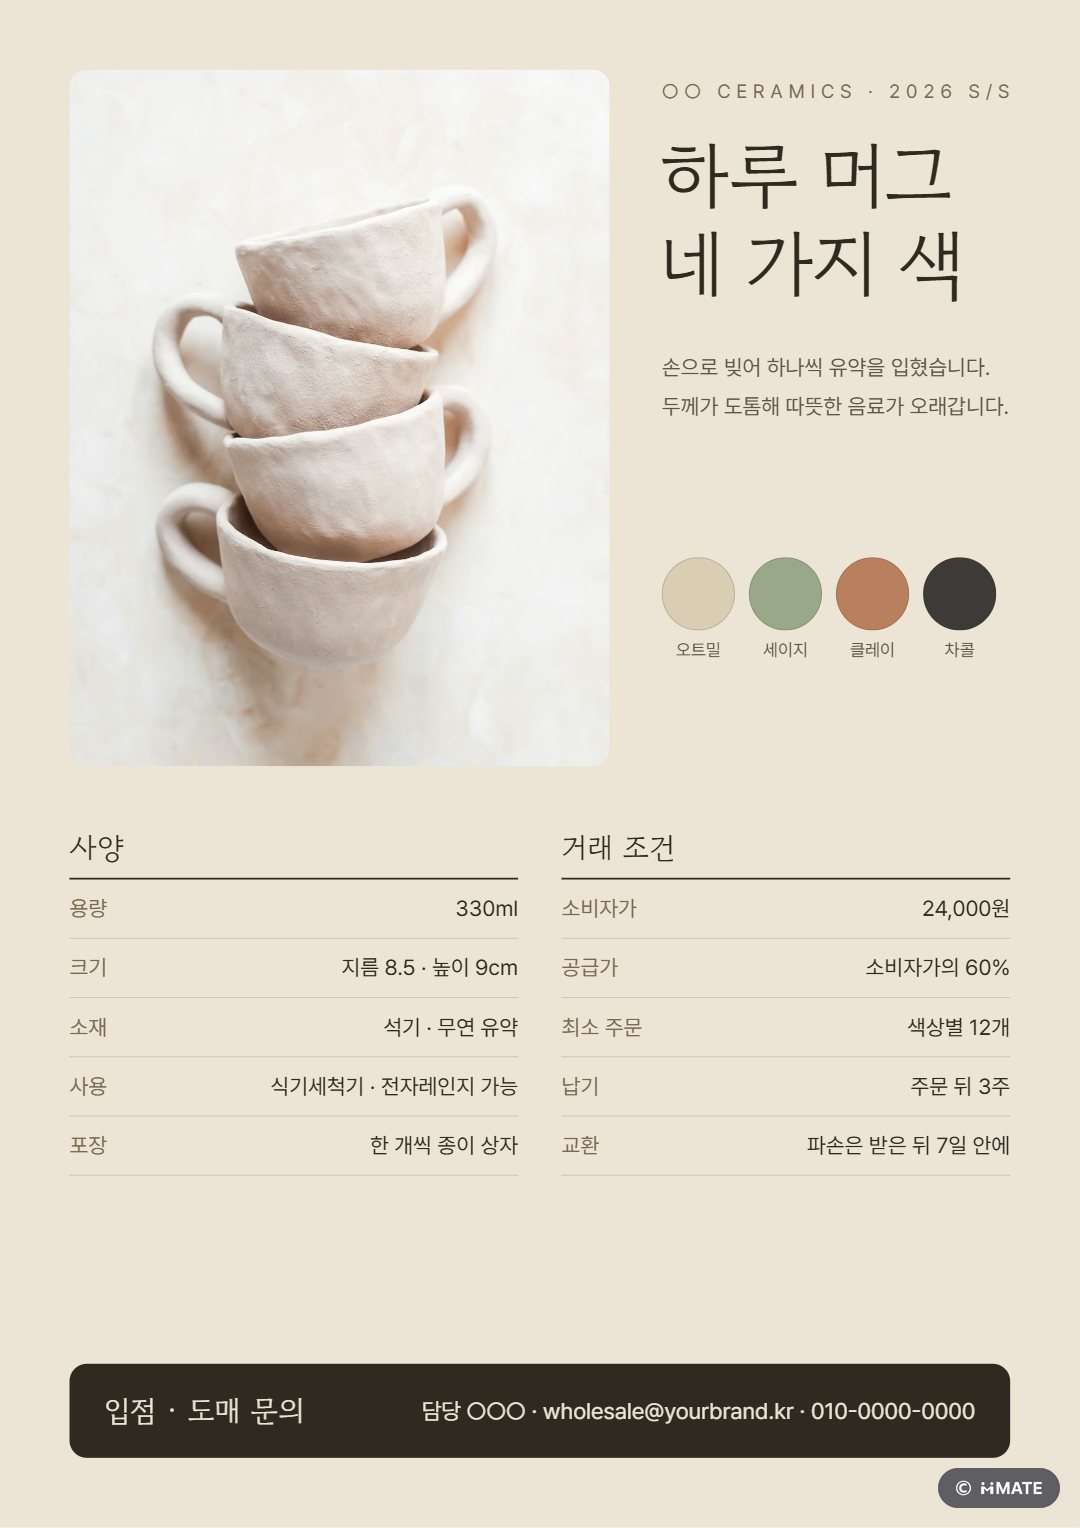 ○○ CERAMICS · 2026 S/S
하루 머그
네 가지 색
손으로 빚어 하나씩 유약을 입혔습니다.
두께가 도톰해 따뜻한 음료가 오래갑니다.
오트밀 세이지 클레이 차콜
사양
용량 330ml
크기 지름 8.5 · 높이 9cm
소재 석기 · 무연 유약
사용 식기세척기 · 전자레인지 가능
포장 한 개씩 종이 상자
거래 조건
소비자가 24,000원
공급가 소비자가의 60%
최소 주문 색상별 12개
납기 주문 뒤 3주
교환 파손은 받은 뒤 7일 안에
입점 · 도매 문의 담당 ○○○ · wholesale@yourbrand.kr · 010-0000-0000
© MMATE